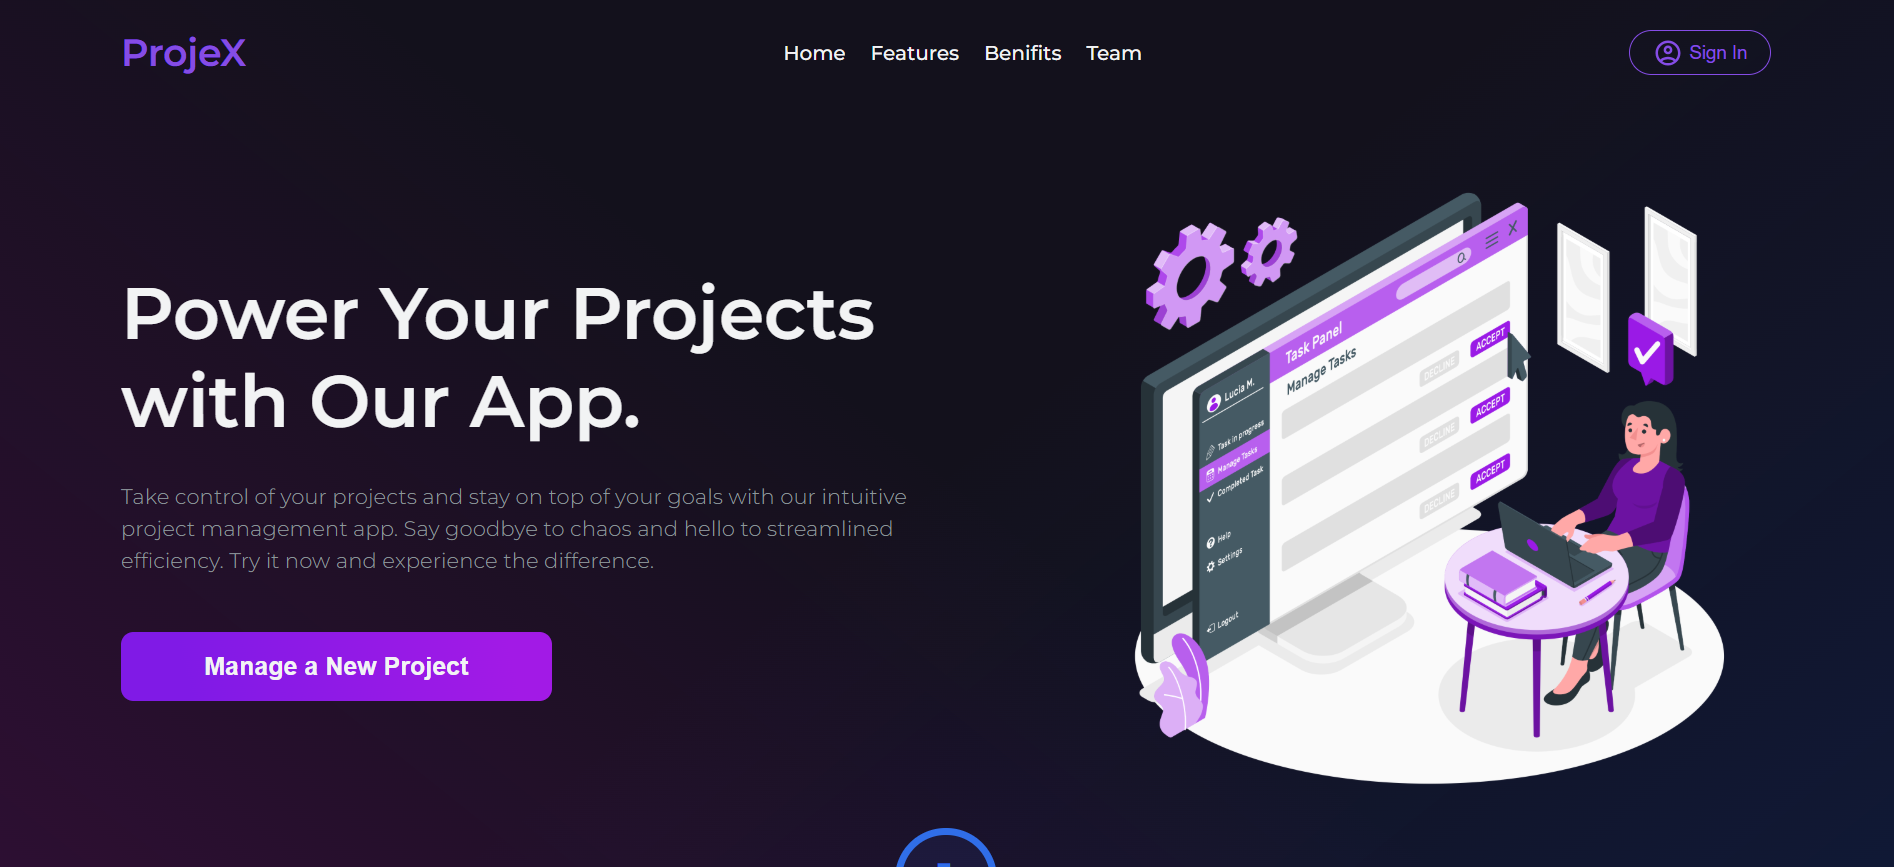 ProjeX
Home Features Benifits Team
Sign In
Power Your Projects
with Our App.
Take control of your projects and stay on top of your goals with our intuitive
project management app. Say goodbye to chaos and hello to streamlined
efficiency. Try it now and experience the difference.
Manage a New Project
Task Panel
Manage Tasks
Lucia M.
Task in progress
Manage Tasks
Completed Task
Help
Settings
Logout
DECLINE ACCEPT
DECLINE ACCEPT
DECLINE ACCEPT